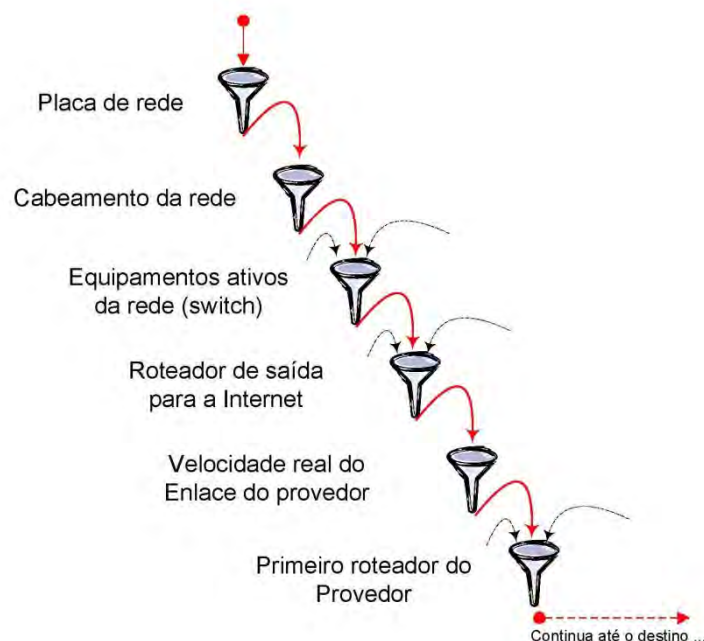 Placa de rede
Cabeamento da rede
Equipamentos ativos
da rede (switch)
Roteador de saída
para a Internet
Velocidade real do
Enlace do provedor
Primeiro roteador do
Provedor
Continua até o destino ...